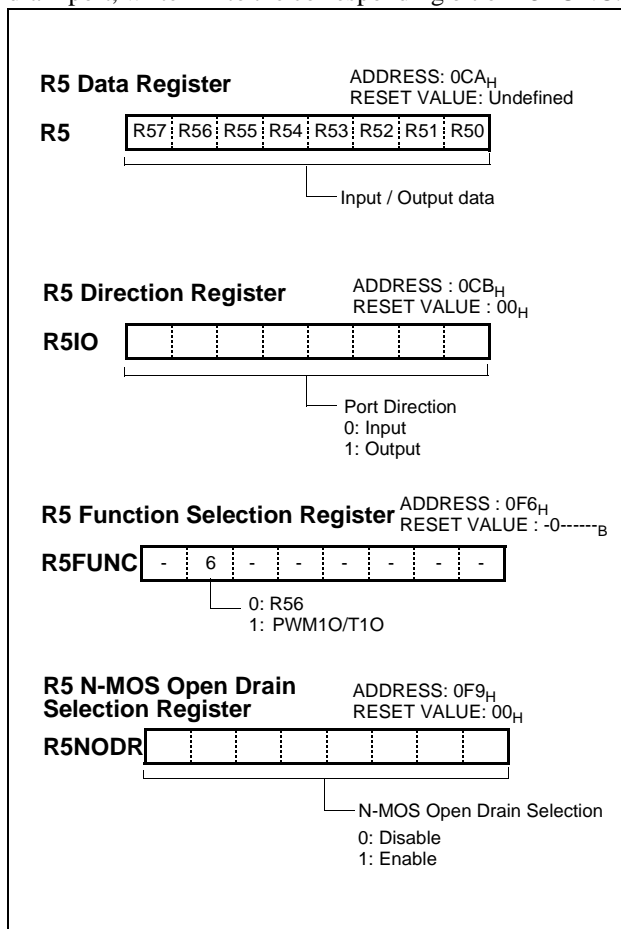 R5 Data Register
ADDRESS: 0CAH
RESET VALUE: Undefined
R5
R57 R56 R55 R54 R53 R52 R51 R50
Input / Output data
R5 Direction Register
ADDRESS : 0CBH
RESET VALUE : 00H
R5IO
Port Direction
0: Input
1: Output
R5 Function Selection Register
ADDRESS : 0F6H
RESET VALUE : -0------B
R5FUNC
- 6 - - - - - -
0: R56
1: PWM1O/T1O
R5 N-MOS Open Drain
Selection Register
ADDRESS: 0F9H
RESET VALUE: 00H
R5NODR
N-MOS Open Drain Selection
0: Disable
1: Enable